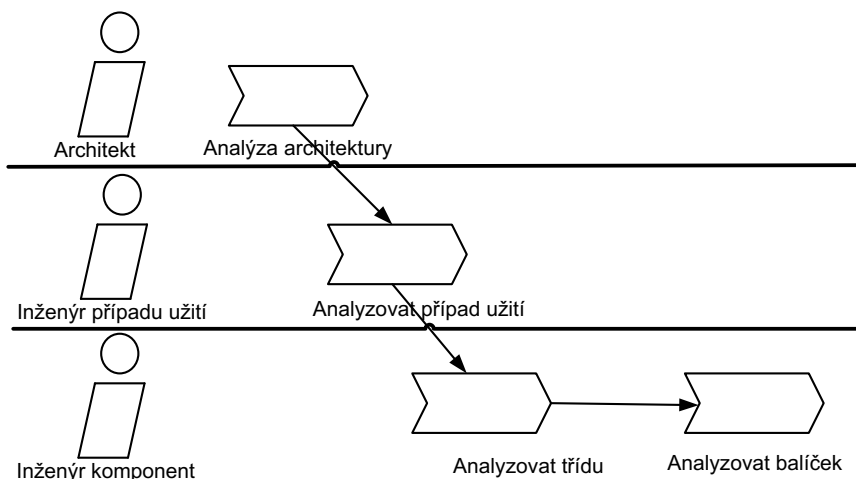 Architekt
Analýza architektury
Inženýr případu užití
Analyzovat případ užití
Inženýr komponent
Analyzovat třídu
Analyzovat balíček